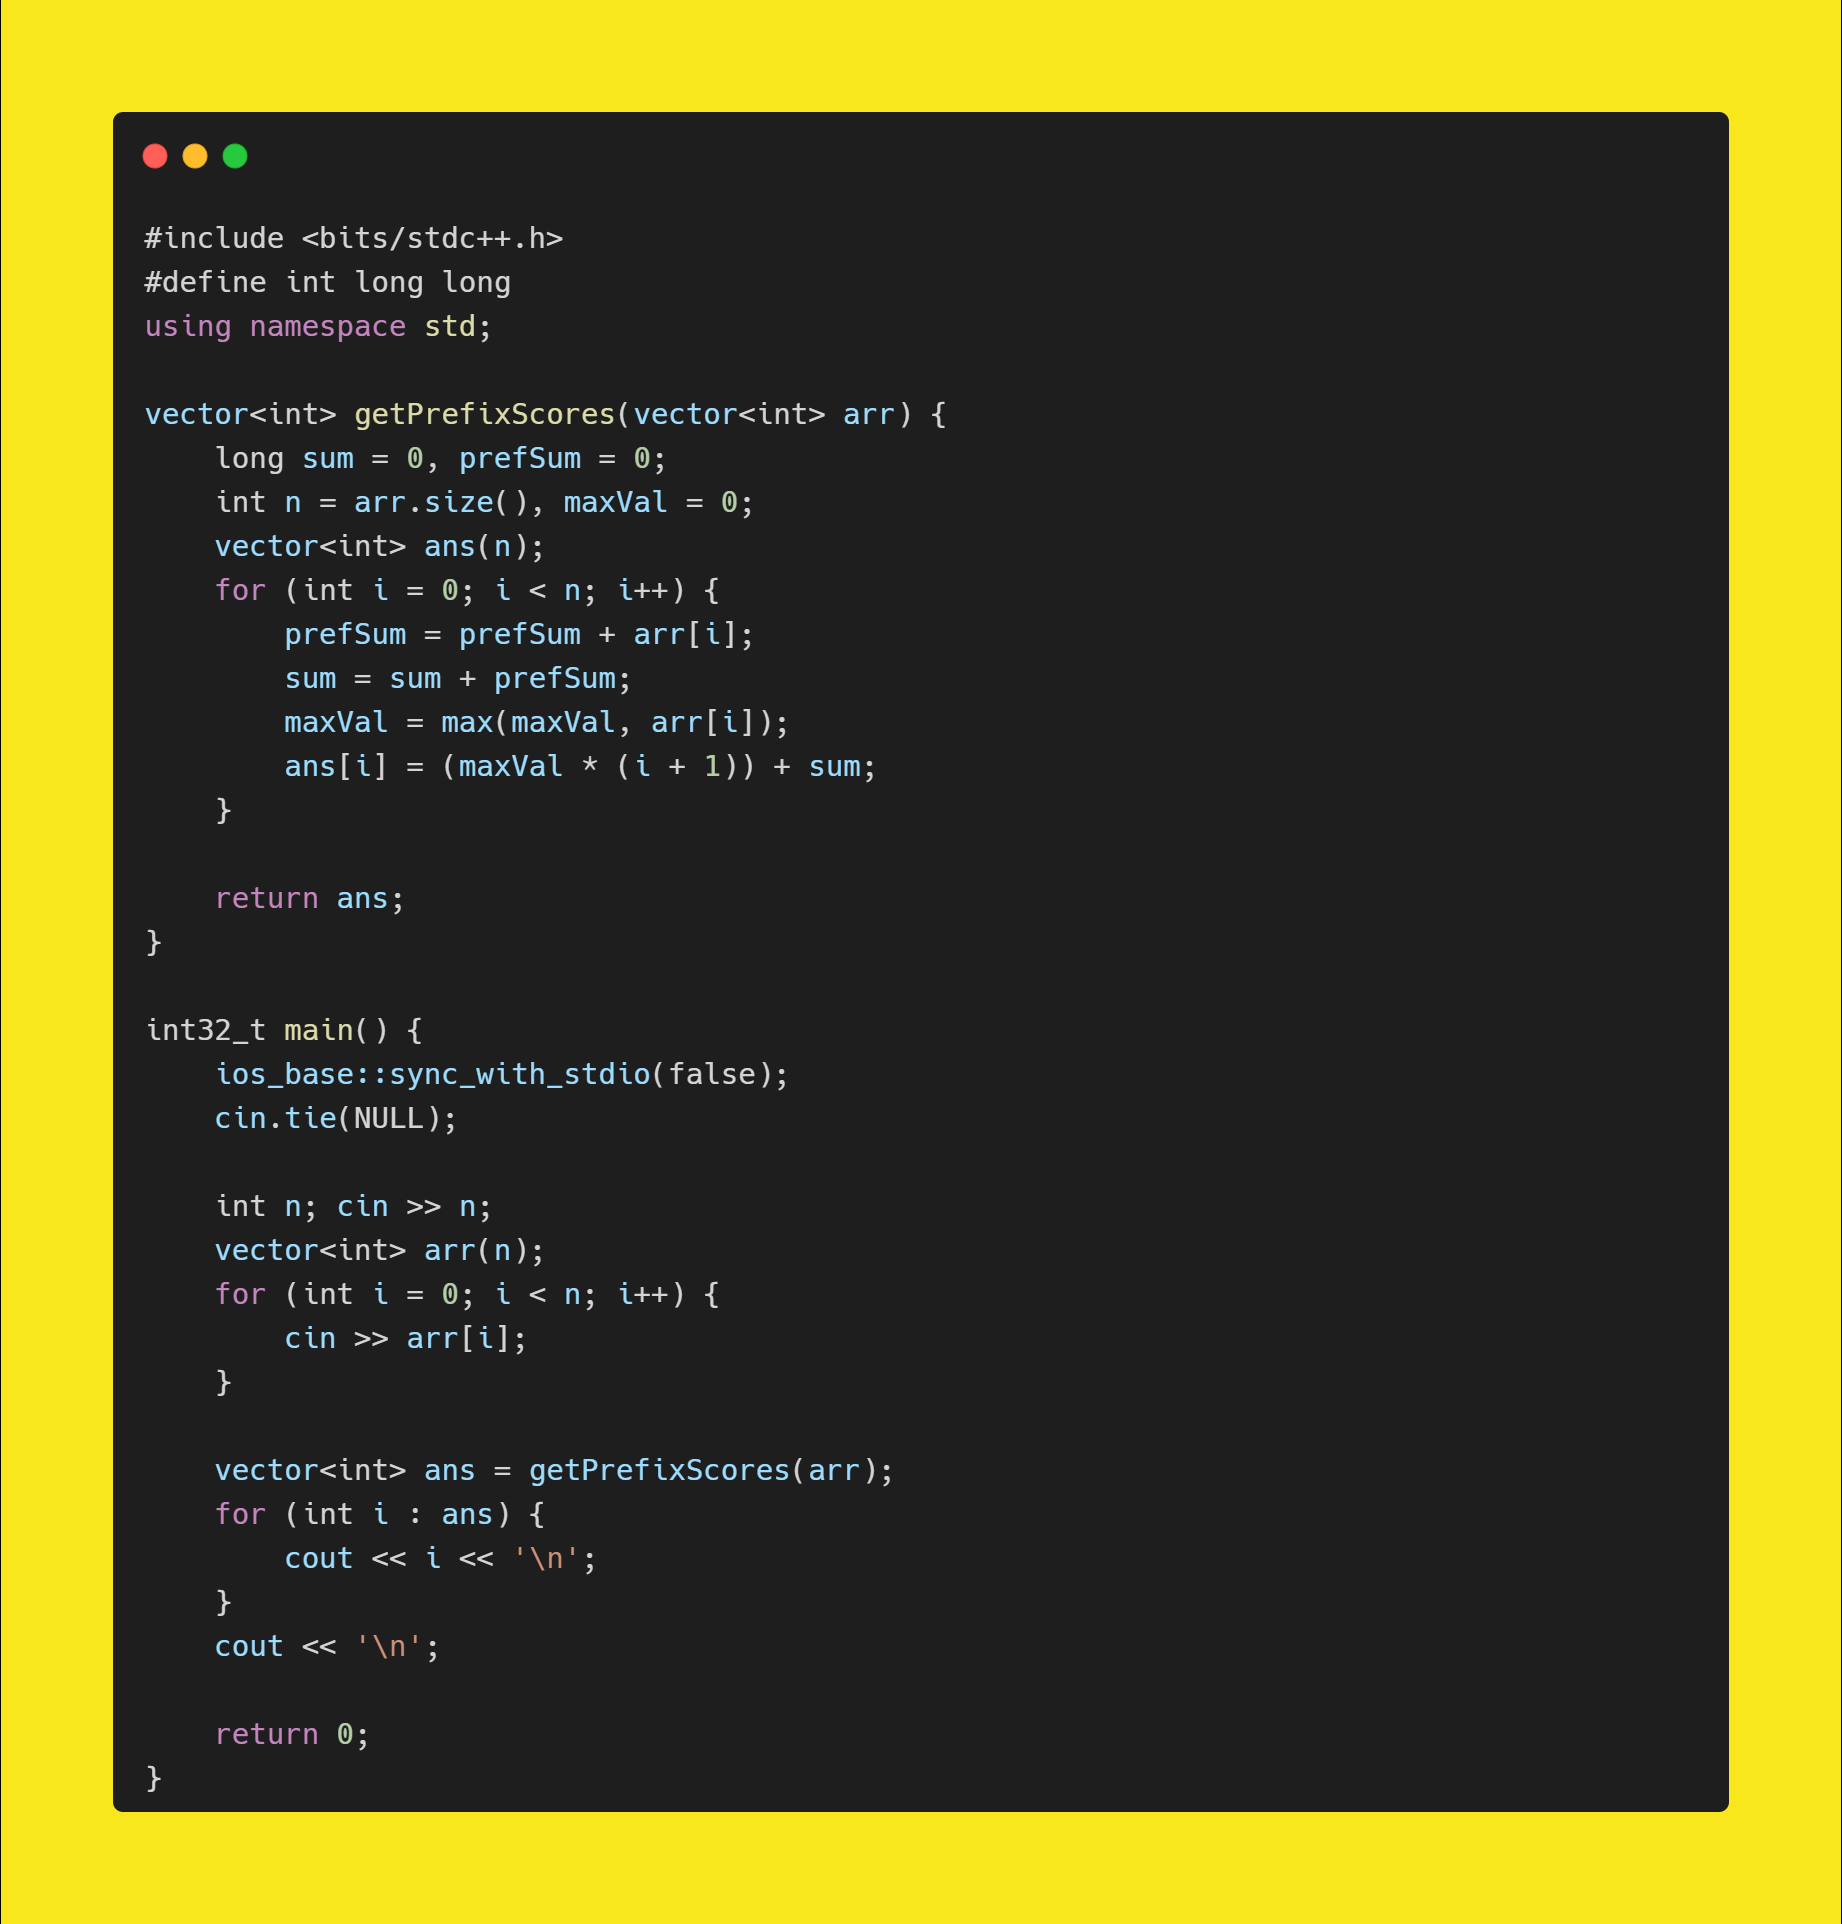 #include <bits/stdc++.h>
#define int long long
using namespace std;

vector<int> getPrefixScores(vector<int> arr) {
    long sum = 0, prefSum = 0;
    int n = arr.size(), maxVal = 0;
    vector<int> ans(n);
    for (int i = 0; i < n; i++) {
        prefSum = prefSum + arr[i];
        sum = sum + prefSum;
        maxVal = max(maxVal, arr[i]);
        ans[i] = (maxVal * (i + 1)) + sum;
    }

    return ans;
}

int32_t main() {
    ios_base::sync_with_stdio(false);
    cin.tie(NULL);

    int n; cin >> n;
    vector<int> arr(n);
    for (int i = 0; i < n; i++) {
        cin >> arr[i];
    }

    vector<int> ans = getPrefixScores(arr);
    for (int i : ans) {
        cout << i << '\n';
    }
    cout << '\n';

    return 0;
}